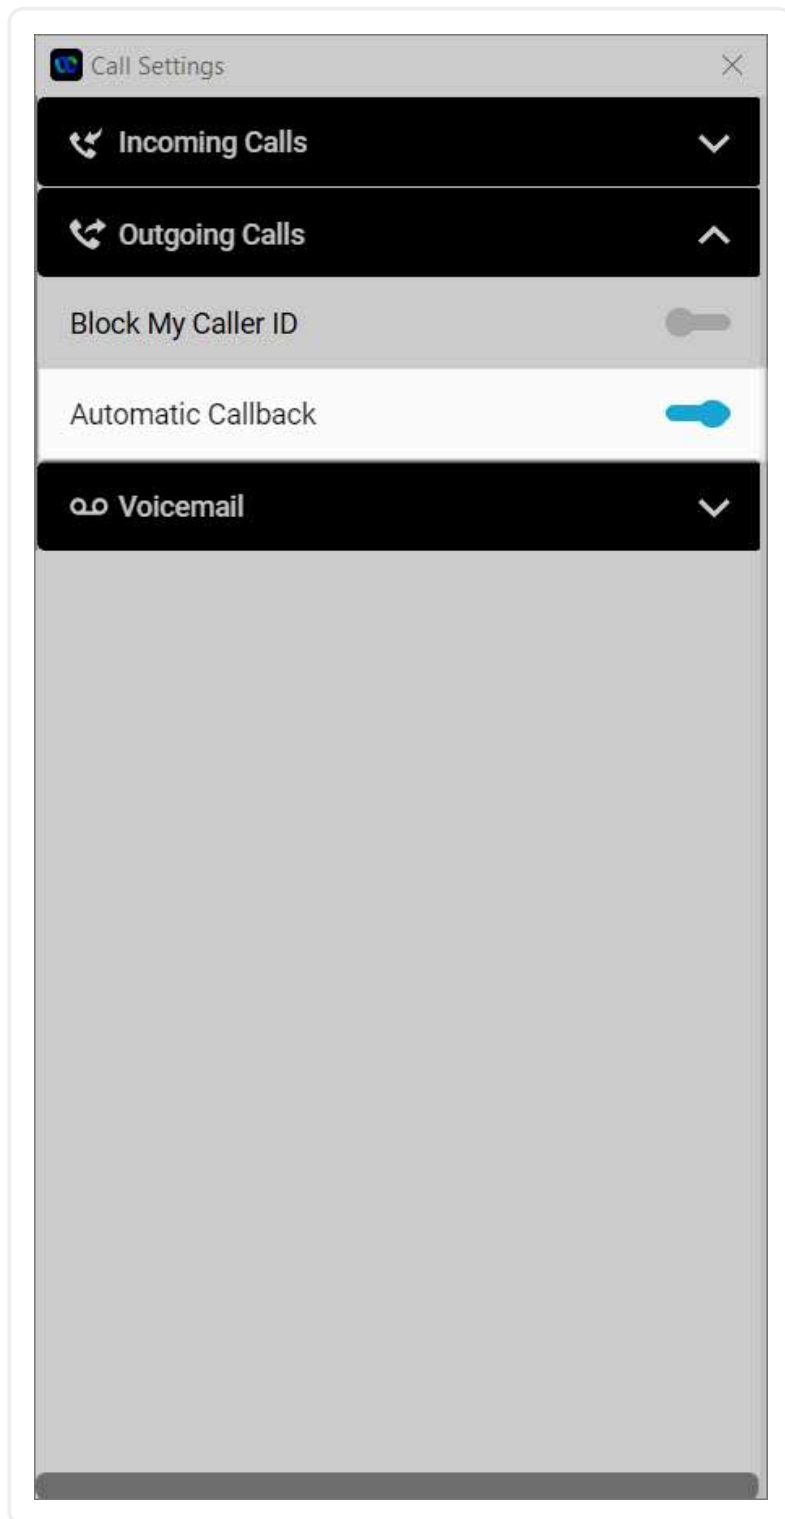 Call Settings
Incoming Calls
Outgoing Calls
Block My Caller ID
Automatic Callback
Voicemail